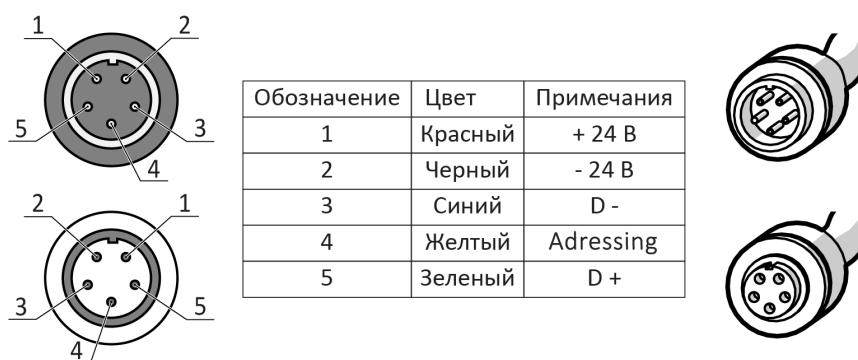 1 2
5 3
4
2 1
3 5
4
Обозначение Цвет Примечания
1 Красный + 24 В
2 Черный - 24 В
3 Синий D -
4 Желтый Adressing
5 Зеленый D +